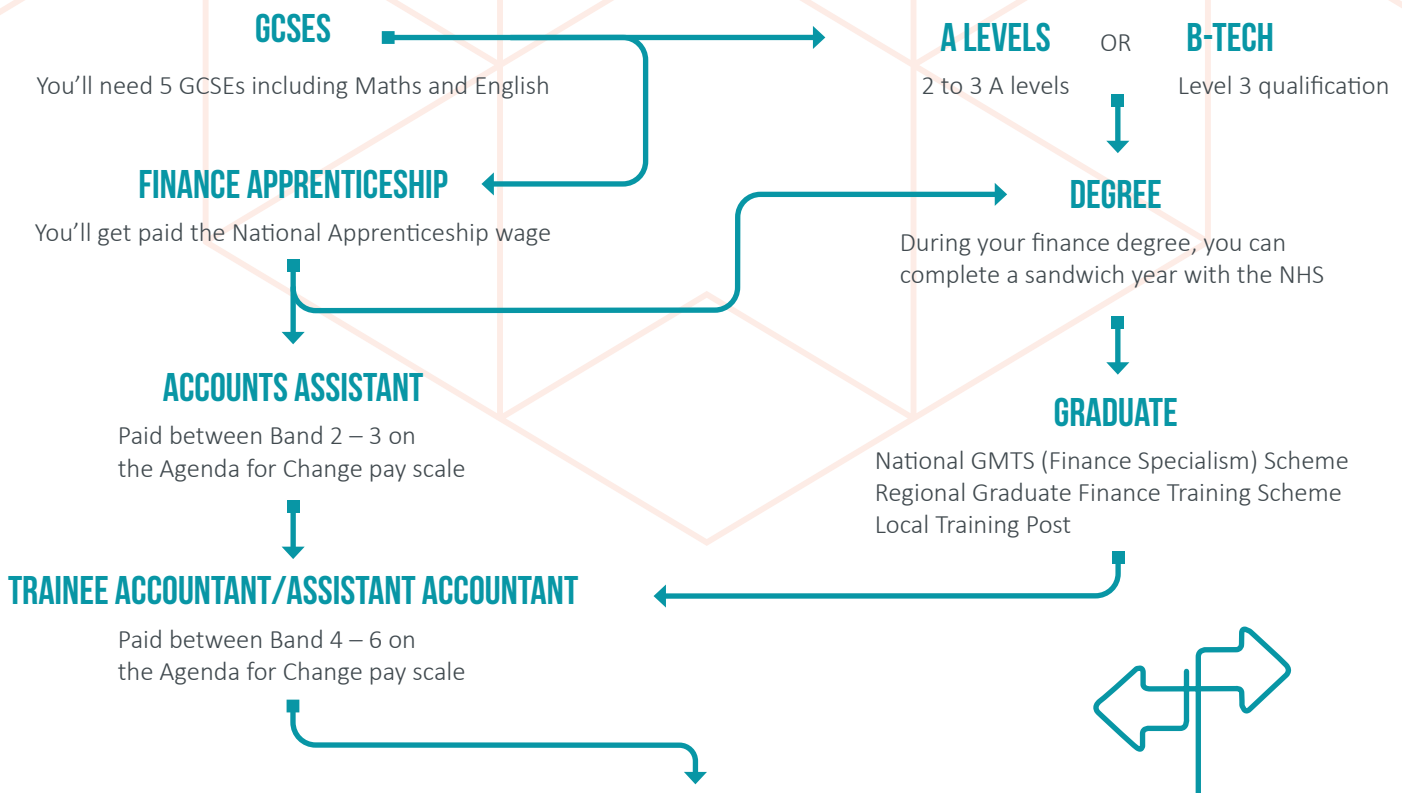 GCSES
You’ll need 5 GCSEs including Maths and English
A LEVELS OR B-TECH
2 to 3 A levels
Level 3 qualification
FINANCE APPRENTICESHIP
You’ll get paid the National Apprenticeship wage
DEGREE
During your finance degree, you can
complete a sandwich year with the NHS
ACCOUNTS ASSISTANT
Paid between Band 2 – 3 on
the Agenda for Change pay scale
GRADUATE
National GMTS (Finance Specialism) Scheme
Regional Graduate Finance Training Scheme
Local Training Post
TRAINEE ACCOUNTANT/ASSISTANT ACCOUNTANT
Paid between Band 4 – 6 on
the Agenda for Change pay scale